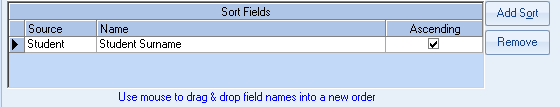 Sort Fields
Add Sort
Source Name Ascending
Student Student Surname
Remove
Use mouse to drag & drop field names into a new order